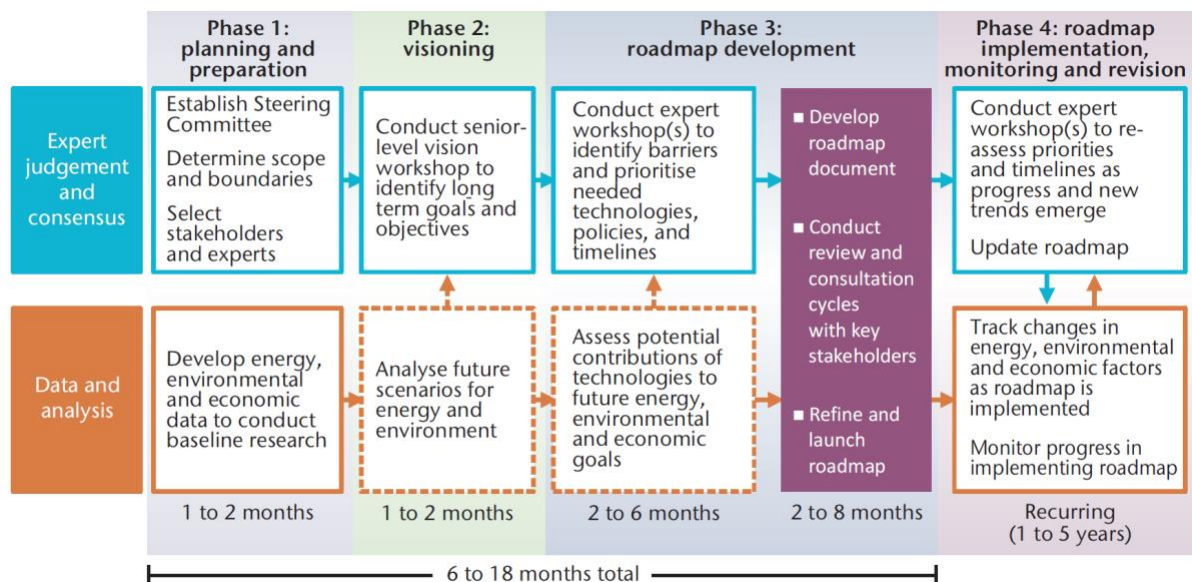 Phase 1:
planning and
preparation
Phase 2:
visioning
Phase 3:
roadmap development
Phase 4: roadmap
implementation,
monitoring and revision
Expert
judgement
and
consensus
Establish Steering
Committee
Determine scope
and boundaries
Select
stakeholders
and experts
Conduct senior-
level vision
workshop to
identify long
term goals and
objectives
Conduct expert
workshop(s) to
identify barriers
and prioritise
needed
technologies,
policies, and
timelines
■ Develop
roadmap
document
■ Conduct
review and
consultation
cycles
with key
stakeholders
■ Refine and
launch
roadmap
Conduct expert
workshop(s) to re-
assess priorities
and timelines as
progress and new
trends emerge
Update roadmap
Data and
analysis
Develop energy,
environmental
and economic
data to conduct
baseline research
Analyse future
scenarios for
energy and
environment
Assess potential
contributions of
technologies to
future energy,
environmental
and economic
goals
Track changes in
energy, environmental
and economic factors
as roadmap is
implemented
Monitor progress in
implementing roadmap
1 to 2 months
1 to 2 months
2 to 6 months
2 to 8 months
Recurring
(1 to 5 years)
6 to 18 months total